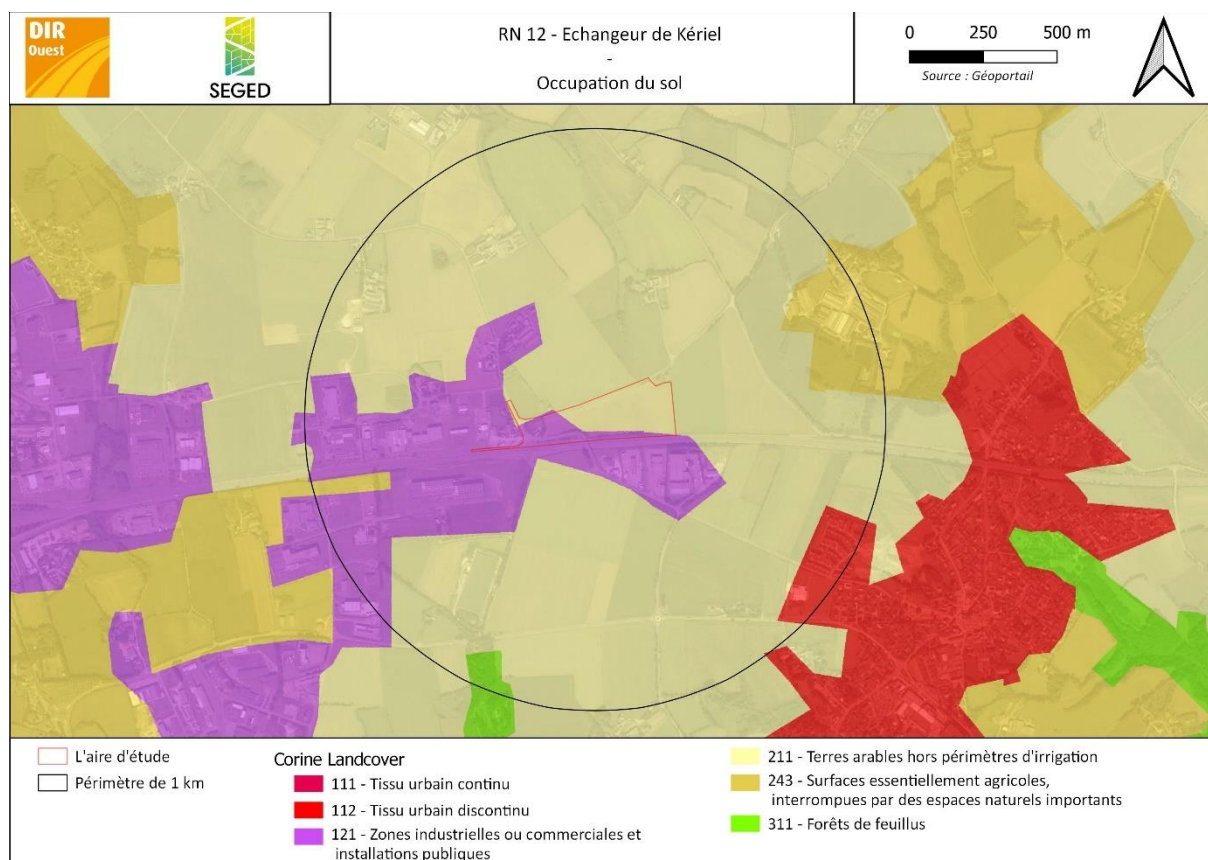 DIR
Ouest
SEGED
RN 12 - Echangeur de Kériel
-
Occupation du sol
0 250 500 m
Source : Géoportail
L'aire d'étude
Périmètre de 1 km
Corine Landcover
111 - Tissu urbain continu
112 - Tissu urbain discontinu
121 - Zones industrielles ou commerciales et
installations publiques
211 - Terres arables hors périmètres d'irrigation
243 - Surfaces essentiellement agricoles,
interrompues par des espaces naturels importants
311 - Forêts de feuillus